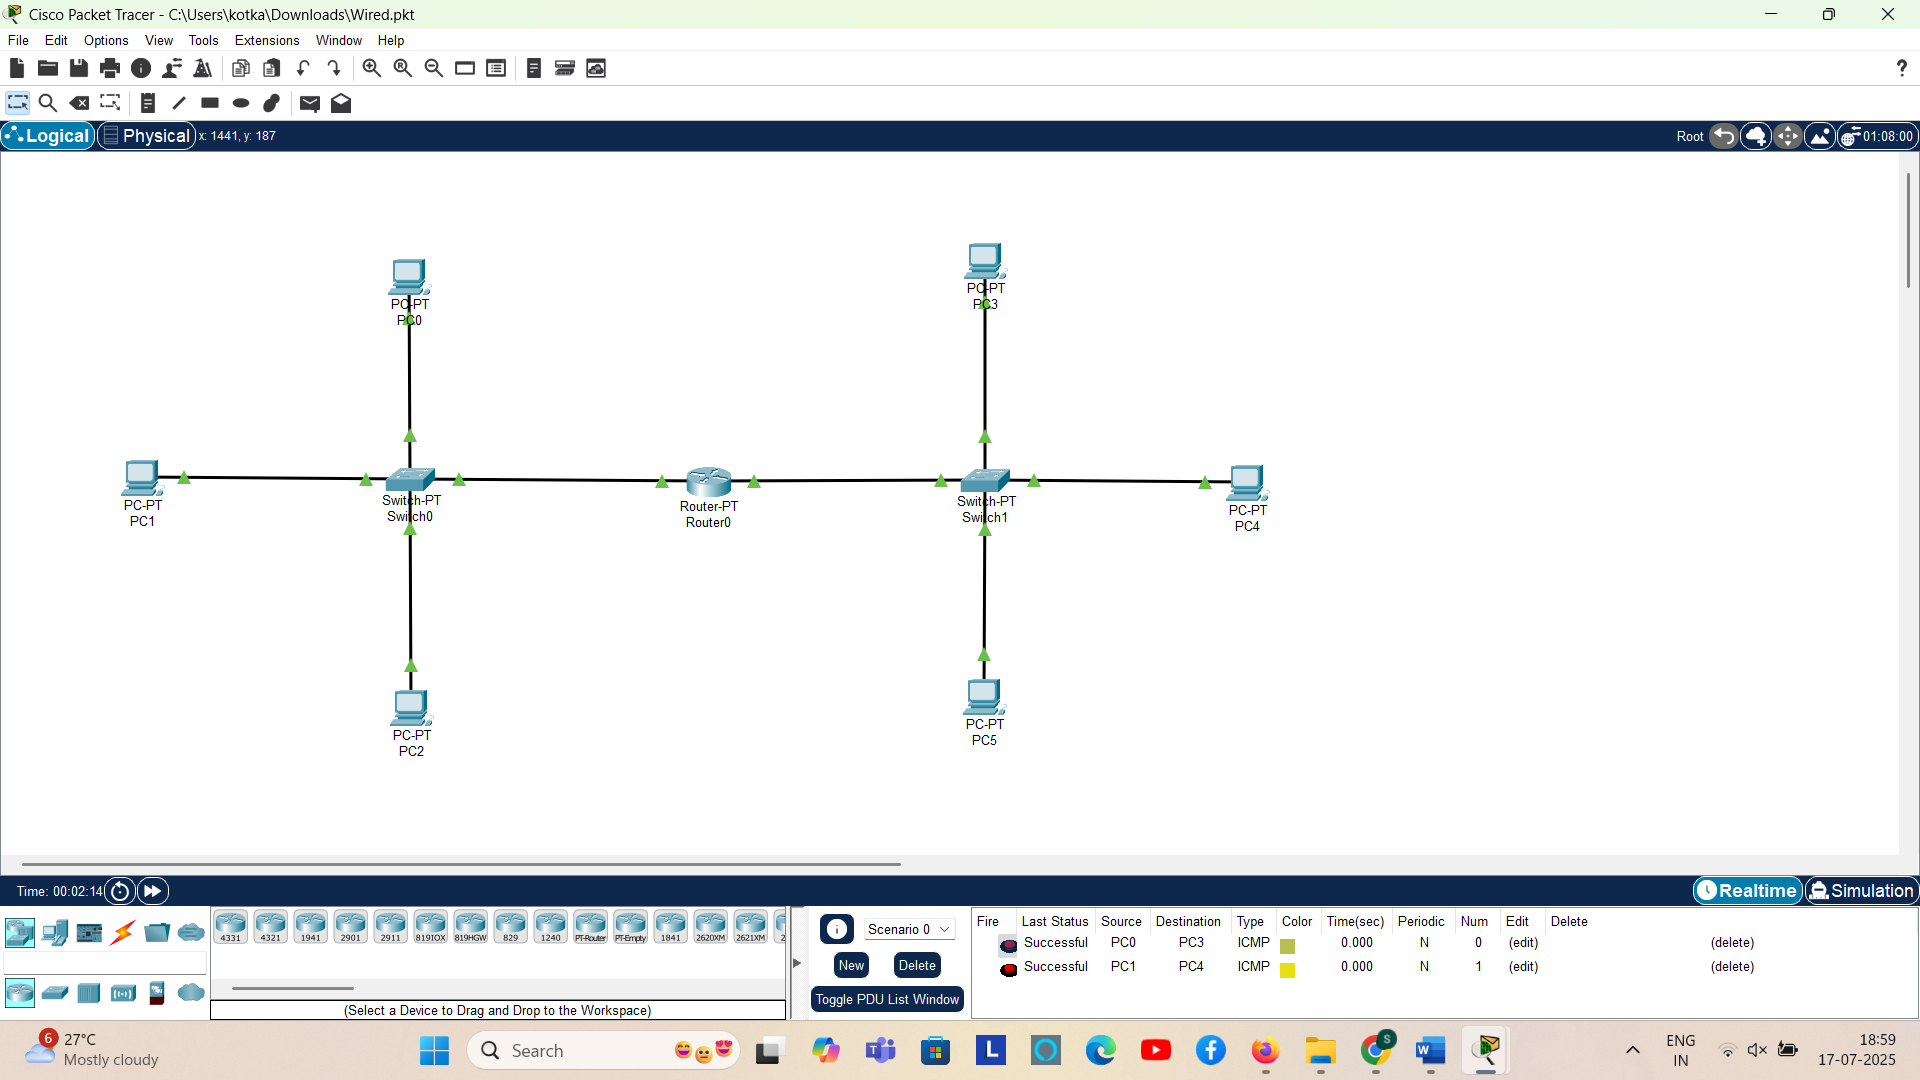 Cisco Packet Tracer - C:\Users\kotka\Downloads\Wired.pkt
File Edit Options View Tools Extensions Window Help
?
Logical Physical x: 1441, y: 187 Root 01:08:00
PC-PT
PC0
PC-PT
PC3
PC-PT
PC1
Switch-PT
Switch0
Router-PT
Router0
Switch-PT
Switch1
PC-PT
PC4
PC-PT
PC2
PC-PT
PC5
Time: 00:02:14 Realtime Simulation
4331 4321 1941 2901 2911 819IOX 819HGW 829 1240 PT-Router PT-Empty 1841 2620XM 2621XM
(Select a Device to Drag and Drop to the Workspace)
Scenario 0
New Delete
Toggle PDU List Window
Fire Last Status Source Destination Type Color Time(sec) Periodic Num Edit Delete
Successful PC0 PC3 ICMP 0.000 N 0 (edit) (delete)
Successful PC1 PC4 ICMP 0.000 N 1 (edit) (delete)
6 27°C
Mostly cloudy
Search
L
S
ENG
IN
18:59
17-07-2025